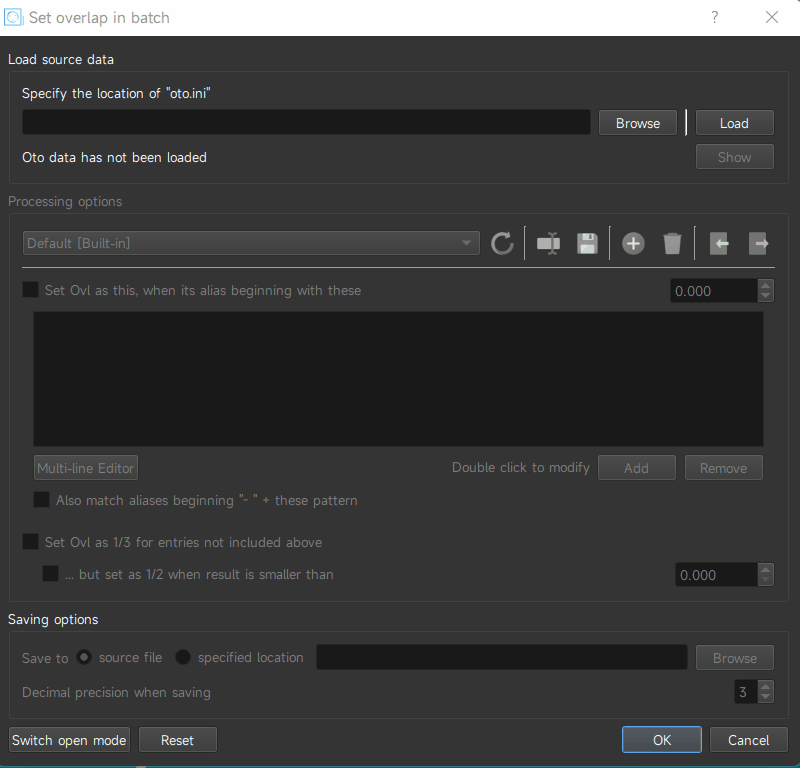 Set overlap in batch
?
Load source data
Specify the location of "oto.ini"
Browse
Load
Oto data has not been loaded
Show
Processing options
Default [Built-in]
Set Ovl as this, when its alias beginning with these
0.000
Multi-line Editor
Double click to modify
Add
Remove
Also match aliases beginning "- " + these pattern
Set Ovl as 1/3 for entries not included above
... but set as 1/2 when result is smaller than
0.000
Saving options
Save to
source file
specified location
Browse
Decimal precision when saving
3
Switch open mode
Reset
OK
Cancel